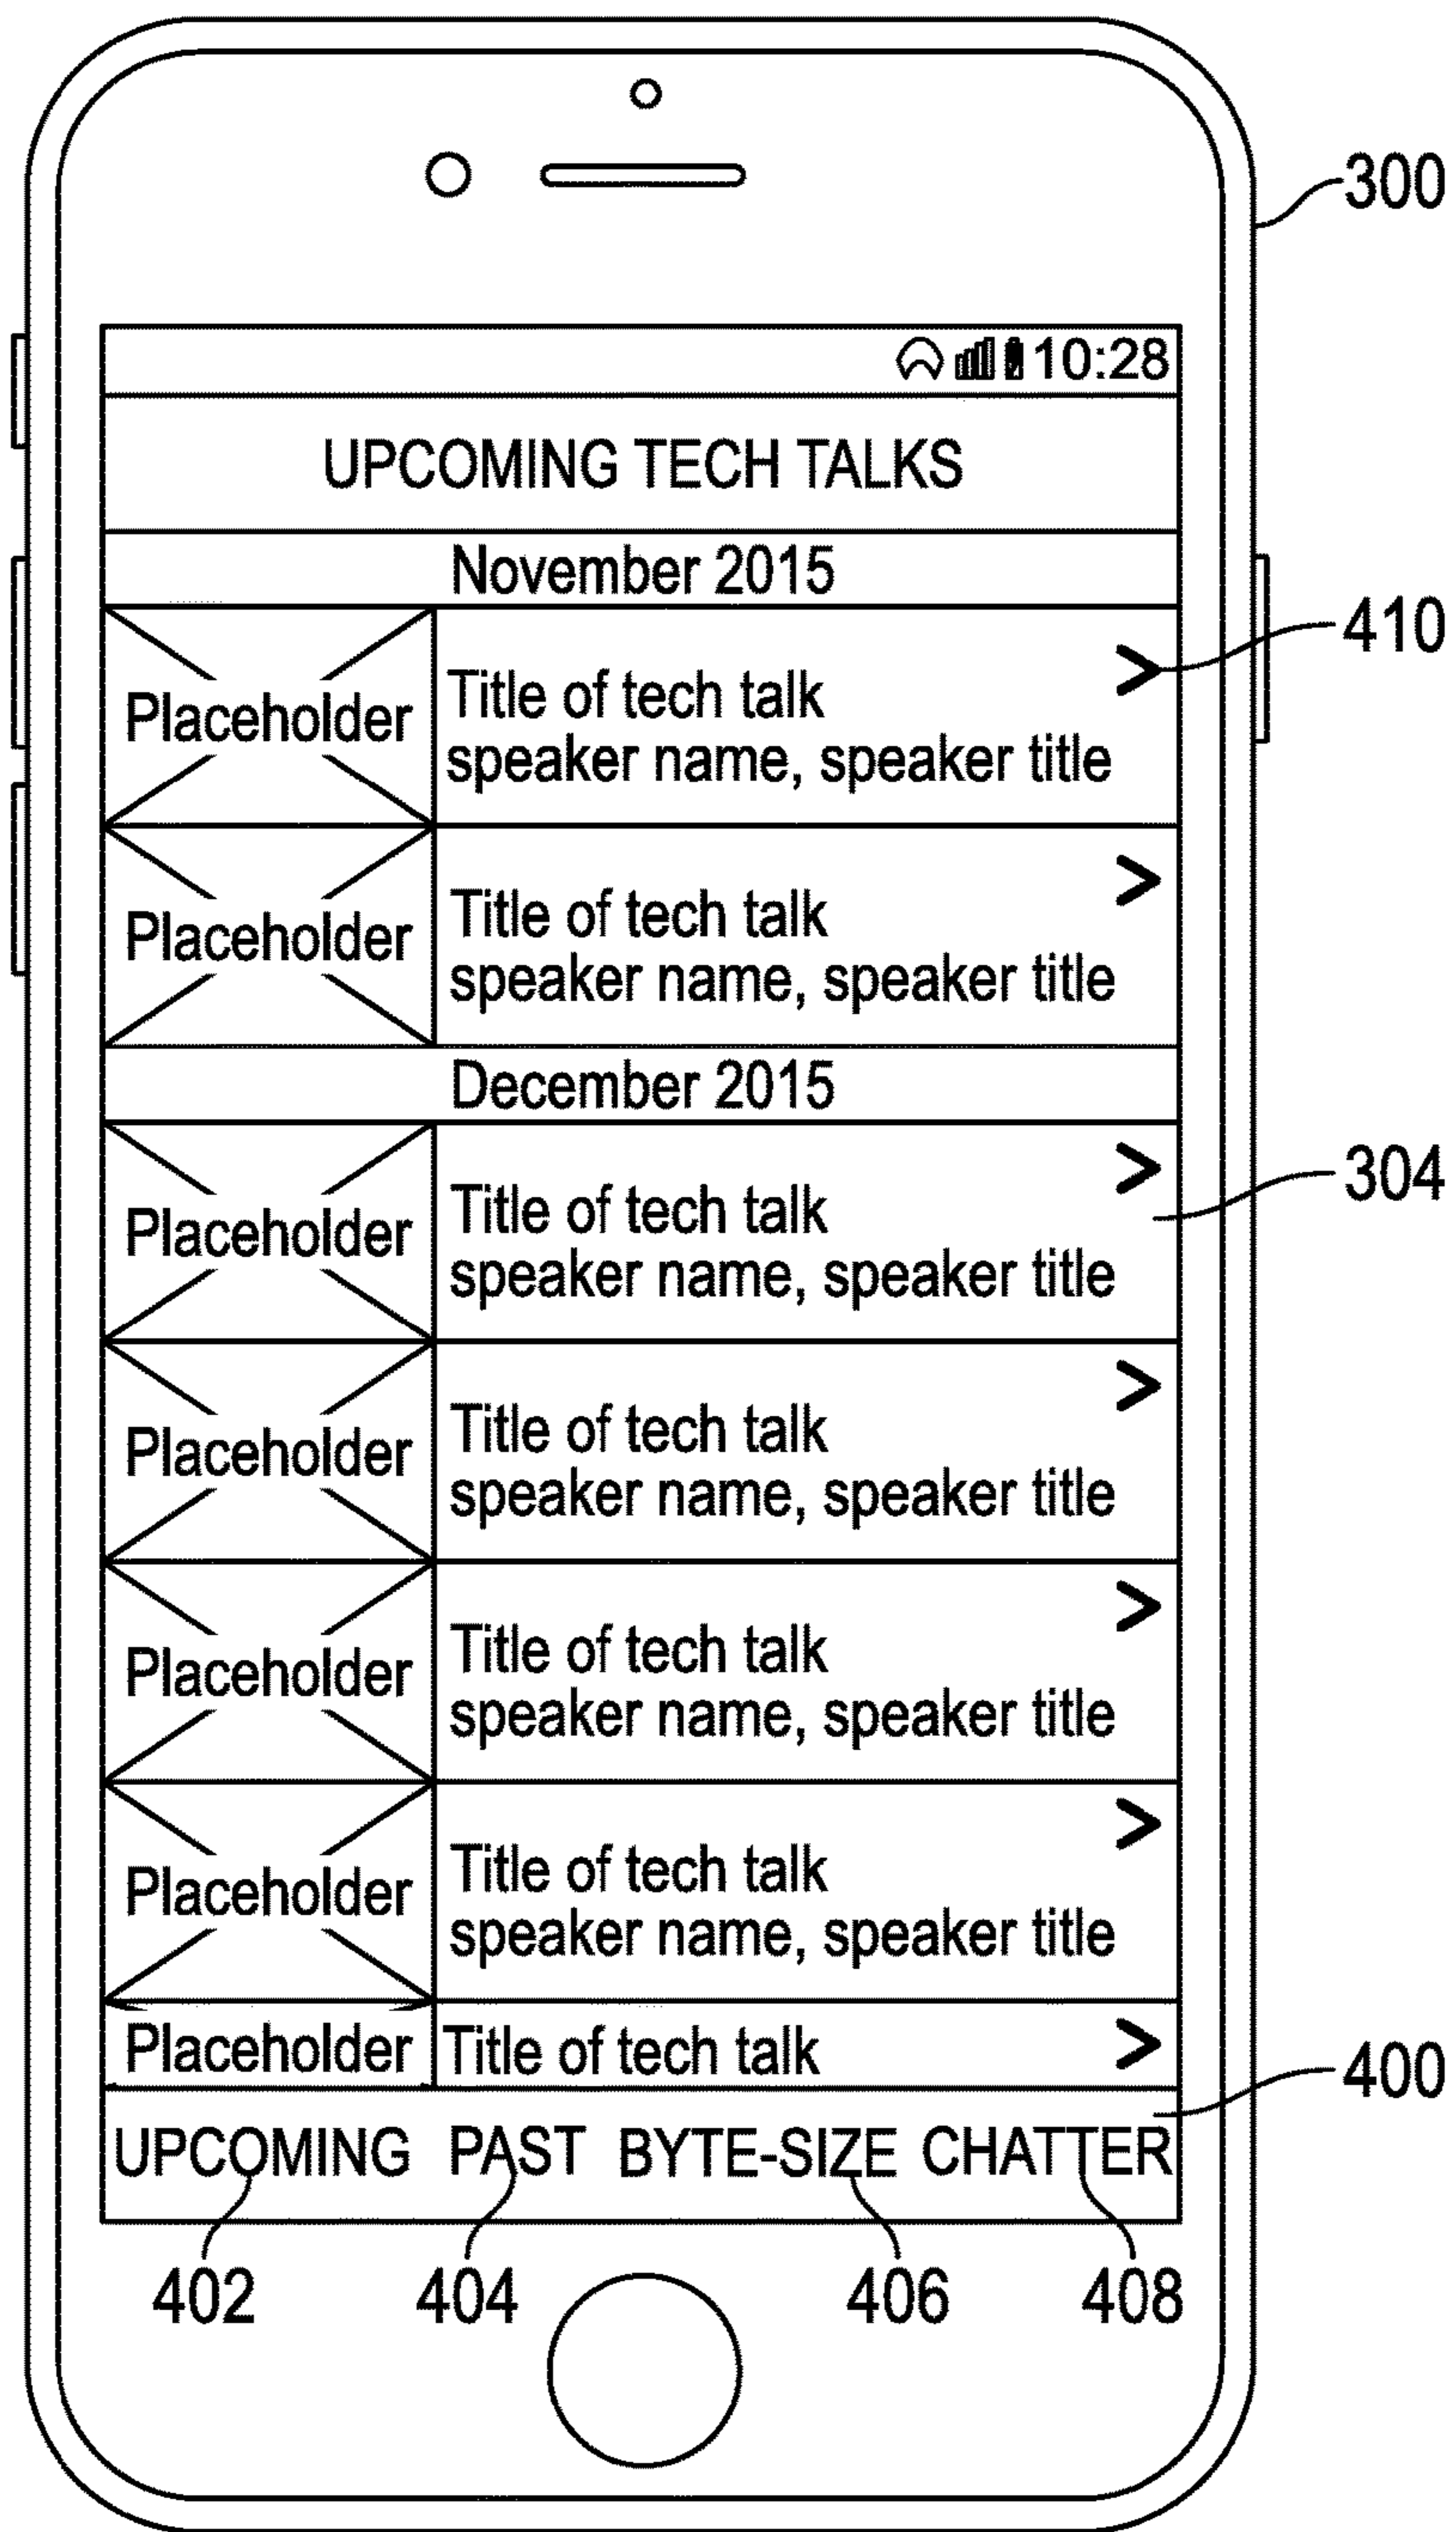 300
10:28
UPCOMING TECH TALKS
November 2015
410
Placeholder
Title of tech talk
speaker name, speaker title
>
Placeholder
Title of tech talk
speaker name, speaker title
>
December 2015
304
Placeholder
Title of tech talk
speaker name, speaker title
>
Placeholder
Title of tech talk
speaker name, speaker title
>
Placeholder
Title of tech talk
speaker name, speaker title
>
Placeholder
Title of tech talk
speaker name, speaker title
>
Placeholder
Title of tech talk
>
400
UPCOMING PAST BYTE-SIZE CHATTER
402 404 406 408